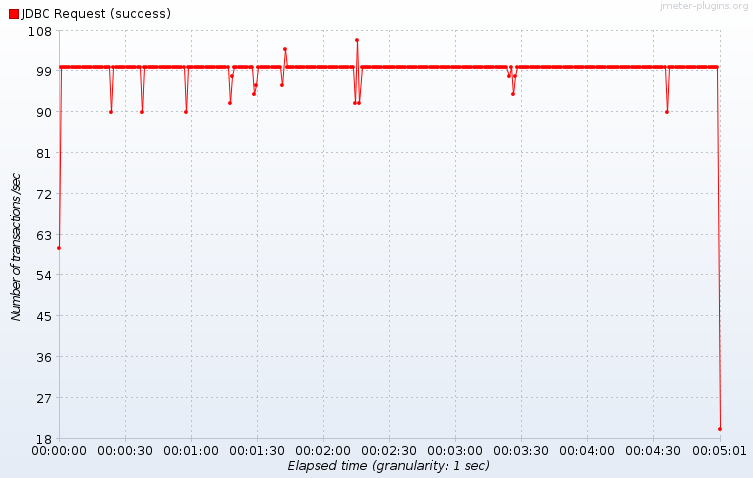 jmeter-plugins.org
JDBC Request (success)
108
99
90
81
72
63
54
45
36
27
18
Number of transactions /sec
00:00:00 00:00:30 00:01:00 00:01:30 00:02:00 00:02:30 00:03:00 00:03:30 00:04:00 00:04:30 00:05:01
Elapsed time (granularity: 1 sec)